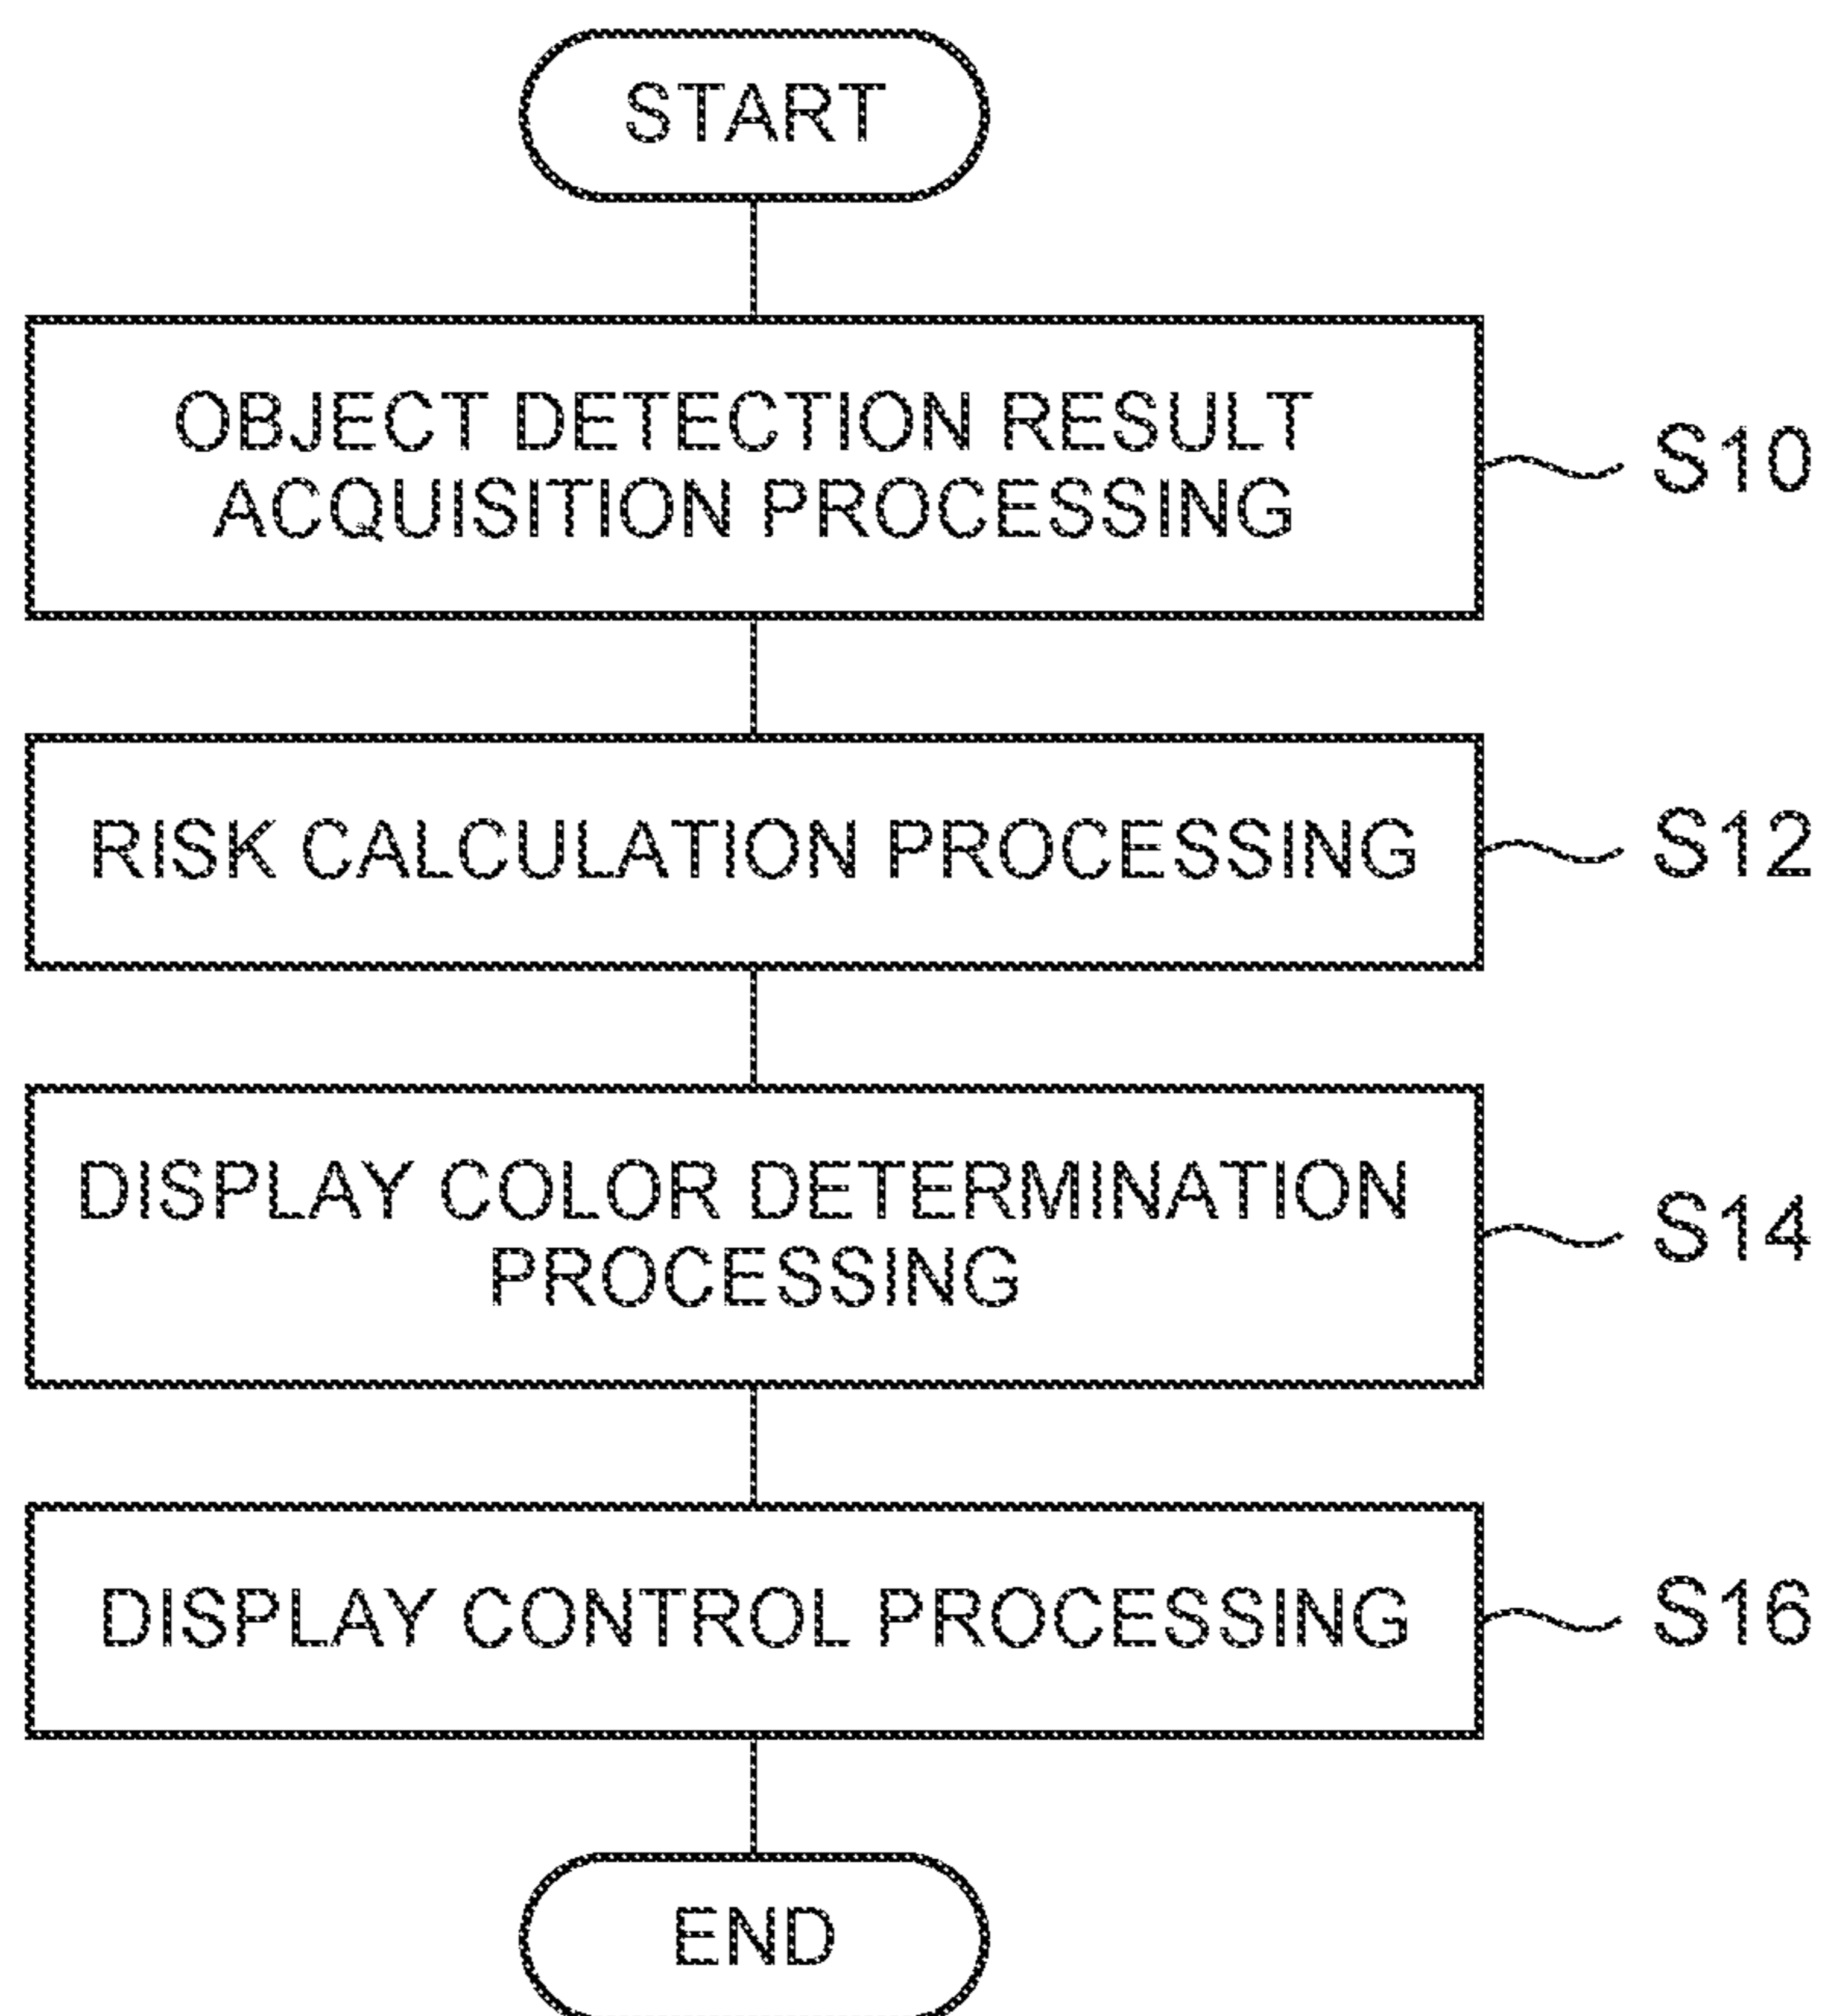 START
OBJECT DETECTION RESULT
ACQUISITION PROCESSING
S10
RISK CALCULATION PROCESSING
S12
DISPLAY COLOR DETERMINATION
PROCESSING
S14
DISPLAY CONTROL PROCESSING
S16
END